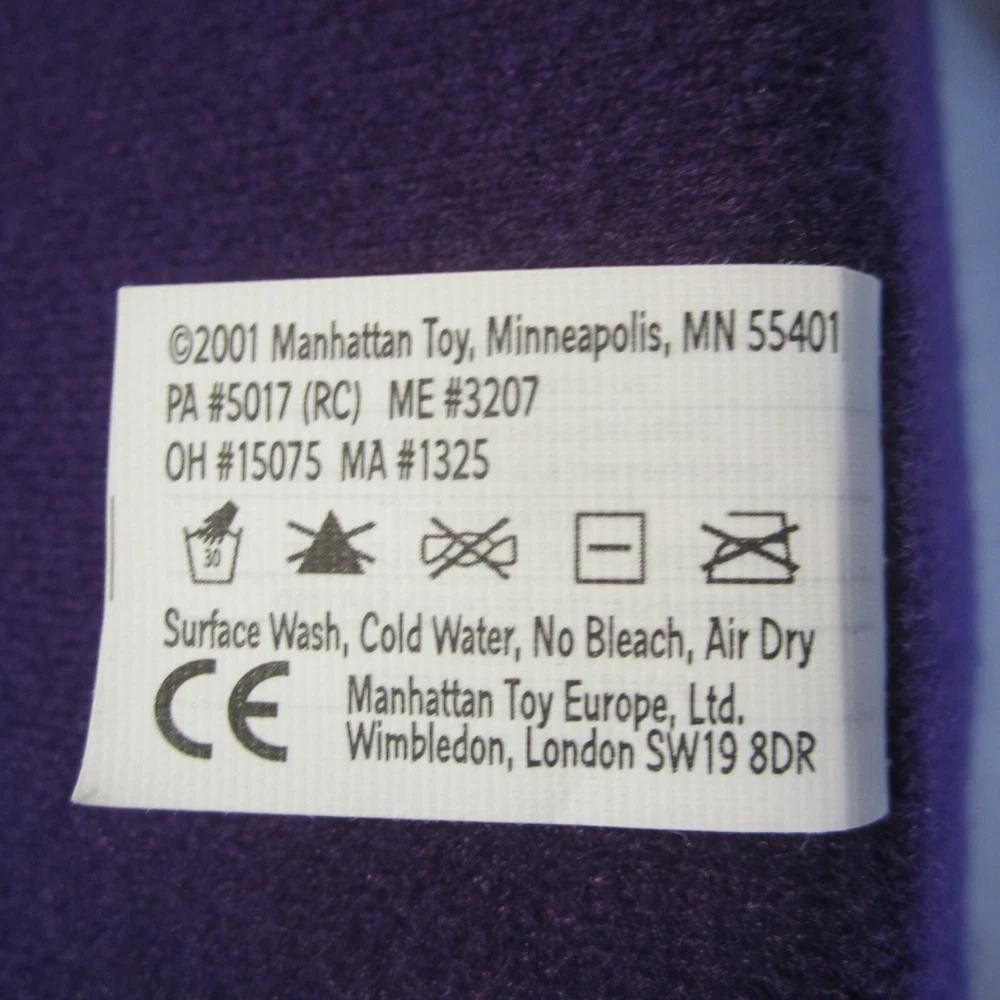 ©2001 Manhattan Toy, Minneapolis, MN 55401
PA #5017 (RC) ME #3207
OH #15075 MA #1325
30
Surface Wash, Cold Water, No Bleach, Air Dry
CE Manhattan Toy Europe, Ltd.
Wimbledon, London SW19 8DR